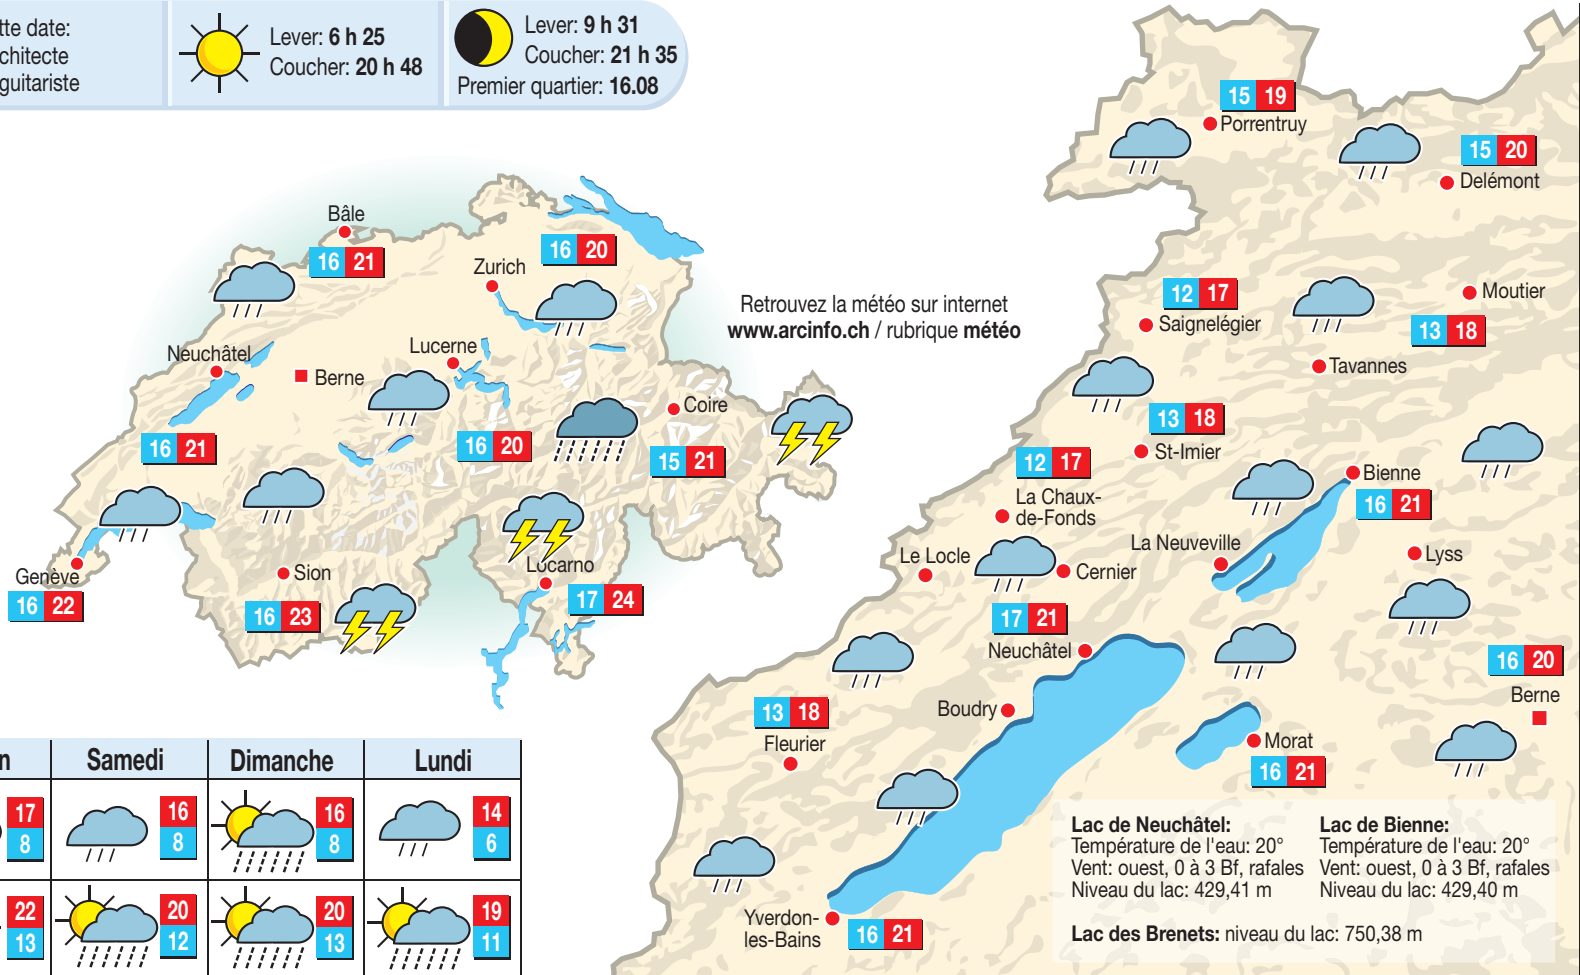 tte date:
chitecte
guitariste
Lever: 6 h 25
Coucher: 20 h 48
Lever: 9 h 31
Coucher: 21 h 35
Premier quartier: 16.08
Bâle
16 21
Zurich
16 20
Neuchâtel
16 21
Berne
Lucerne
16 20
Coire
15 21
Genève
16 22
Sion
16 23
Locarno
17 24
Retrouvez la météo sur internet
www.arcinfo.ch / rubrique météo
15 19
Porrentruy
15 20
Delémont
12 17
Saignelégier
Moutier
13 18
Tavannes
13 18
St-Imier
12 17
La Chaux-
de-Fonds
Bienne
16 21
Le Locle
Cernier
La Neuveville
Lyss
17 21
Neuchâtel
16 20
Berne
13 18
Fleurier
Boudry
Morat
16 21
Yverdon-
les-Bains
16 21
n
Samedi
Dimanche
Lundi
17
8
16
8
16
8
14
6
22
13
20
12
20
13
19
11
Lac de Neuchâtel:
Température de l'eau: 20°
Vent: ouest, 0 à 3 Bf, rafales
Niveau du lac: 429,41 m
Lac de Bienne:
Température de l'eau: 20°
Vent: ouest, 0 à 3 Bf, rafales
Niveau du lac: 429,40 m
Lac des Brenets: niveau du lac: 750,38 m